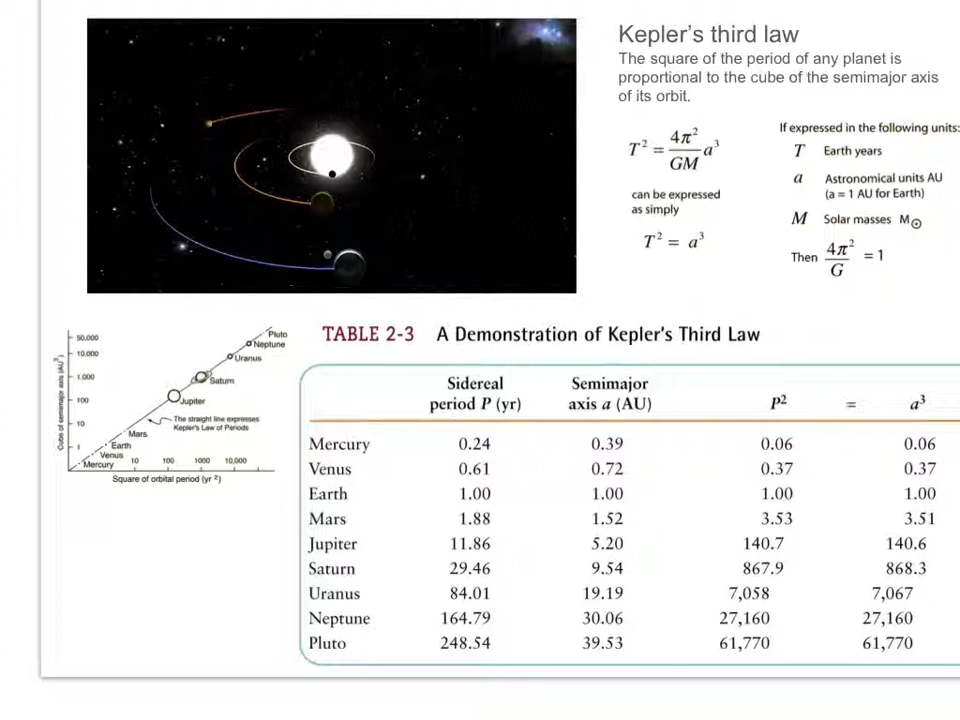 Kepler's third law
The square of the period of any planet is
proportional to the cube of the semimajor axis
of its orbit.
T² = 4π²/GM a³
can be expressed
as simply
T² = a³
If expressed in the following units:
T Earth years
a Astronomical units AU
(a = 1 AU for Earth)
M Solar masses M⊙
Then 4π²/G = 1
50,000
10,000
1,000
100
10
1
Cube of semimajor axis (AU³)
Pluto
Neptune
Uranus
Saturn
Jupiter
The straight line expresses
Kepler's Law of Periods
Mars
Earth
Venus
Mercury
10 100 1000 10,000
Square of orbital period (yr ²)
TABLE 2-3 A Demonstration of Kepler's Third Law
Sidereal Semimajor
period P (yr) axis a (AU) P² = a³
Mercury 0.24 0.39 0.06 0.06
Venus 0.61 0.72 0.37 0.37
Earth 1.00 1.00 1.00 1.00
Mars 1.88 1.52 3.53 3.51
Jupiter 11.86 5.20 140.7 140.6
Saturn 29.46 9.54 867.9 868.3
Uranus 84.01 19.19 7,058 7,067
Neptune 164.79 30.06 27,160 27,160
Pluto 248.54 39.53 61,770 61,770